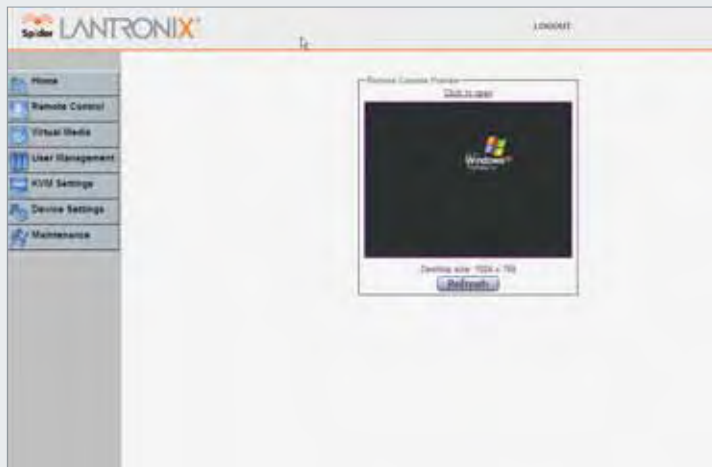 Spider LANTRONIX®
LOGOUT
Home
Remote Control
Virtual Media
User Management
KVM Settings
Device Settings
Maintenance
Remote Console Preview
Click to open
Windows
Desktop size: 1024 x 768
Refresh